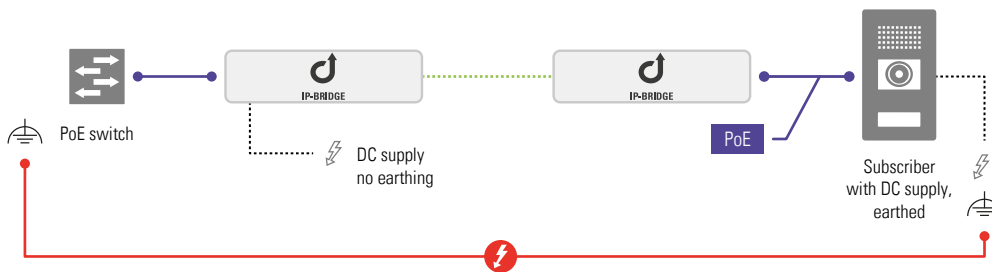 IP-BRIDGE
IP-BRIDGE
PoE switch
DC supply
no earthing
PoE
Subscriber
with DC supply,
earthed